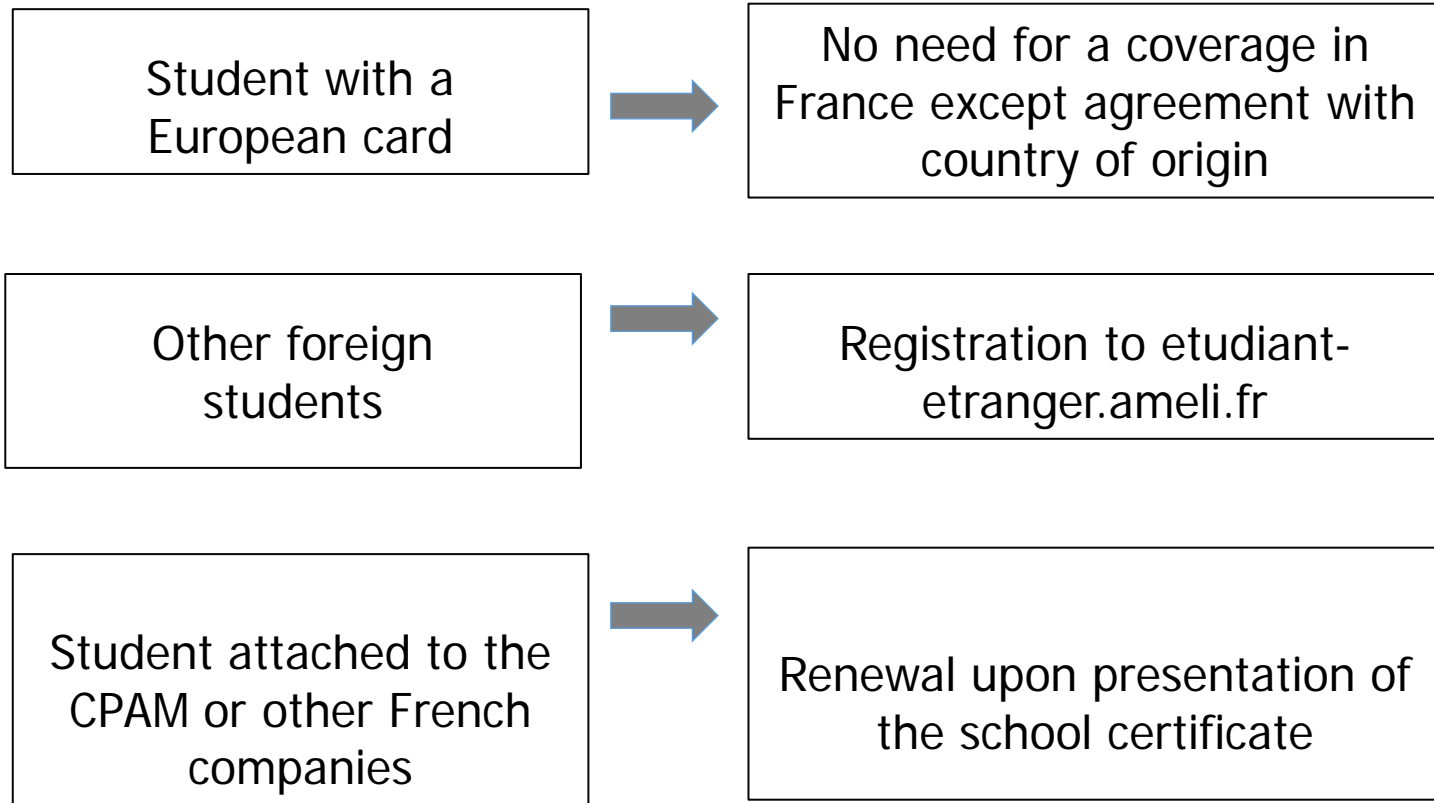 Student with a
European card
No need for a coverage in
France except agreement with
country of origin
Other foreign
students
Registration to etudiant-
etranger.ameli.fr
Student attached to the
CPAM or other French
companies
Renewal upon presentation of
the school certificate